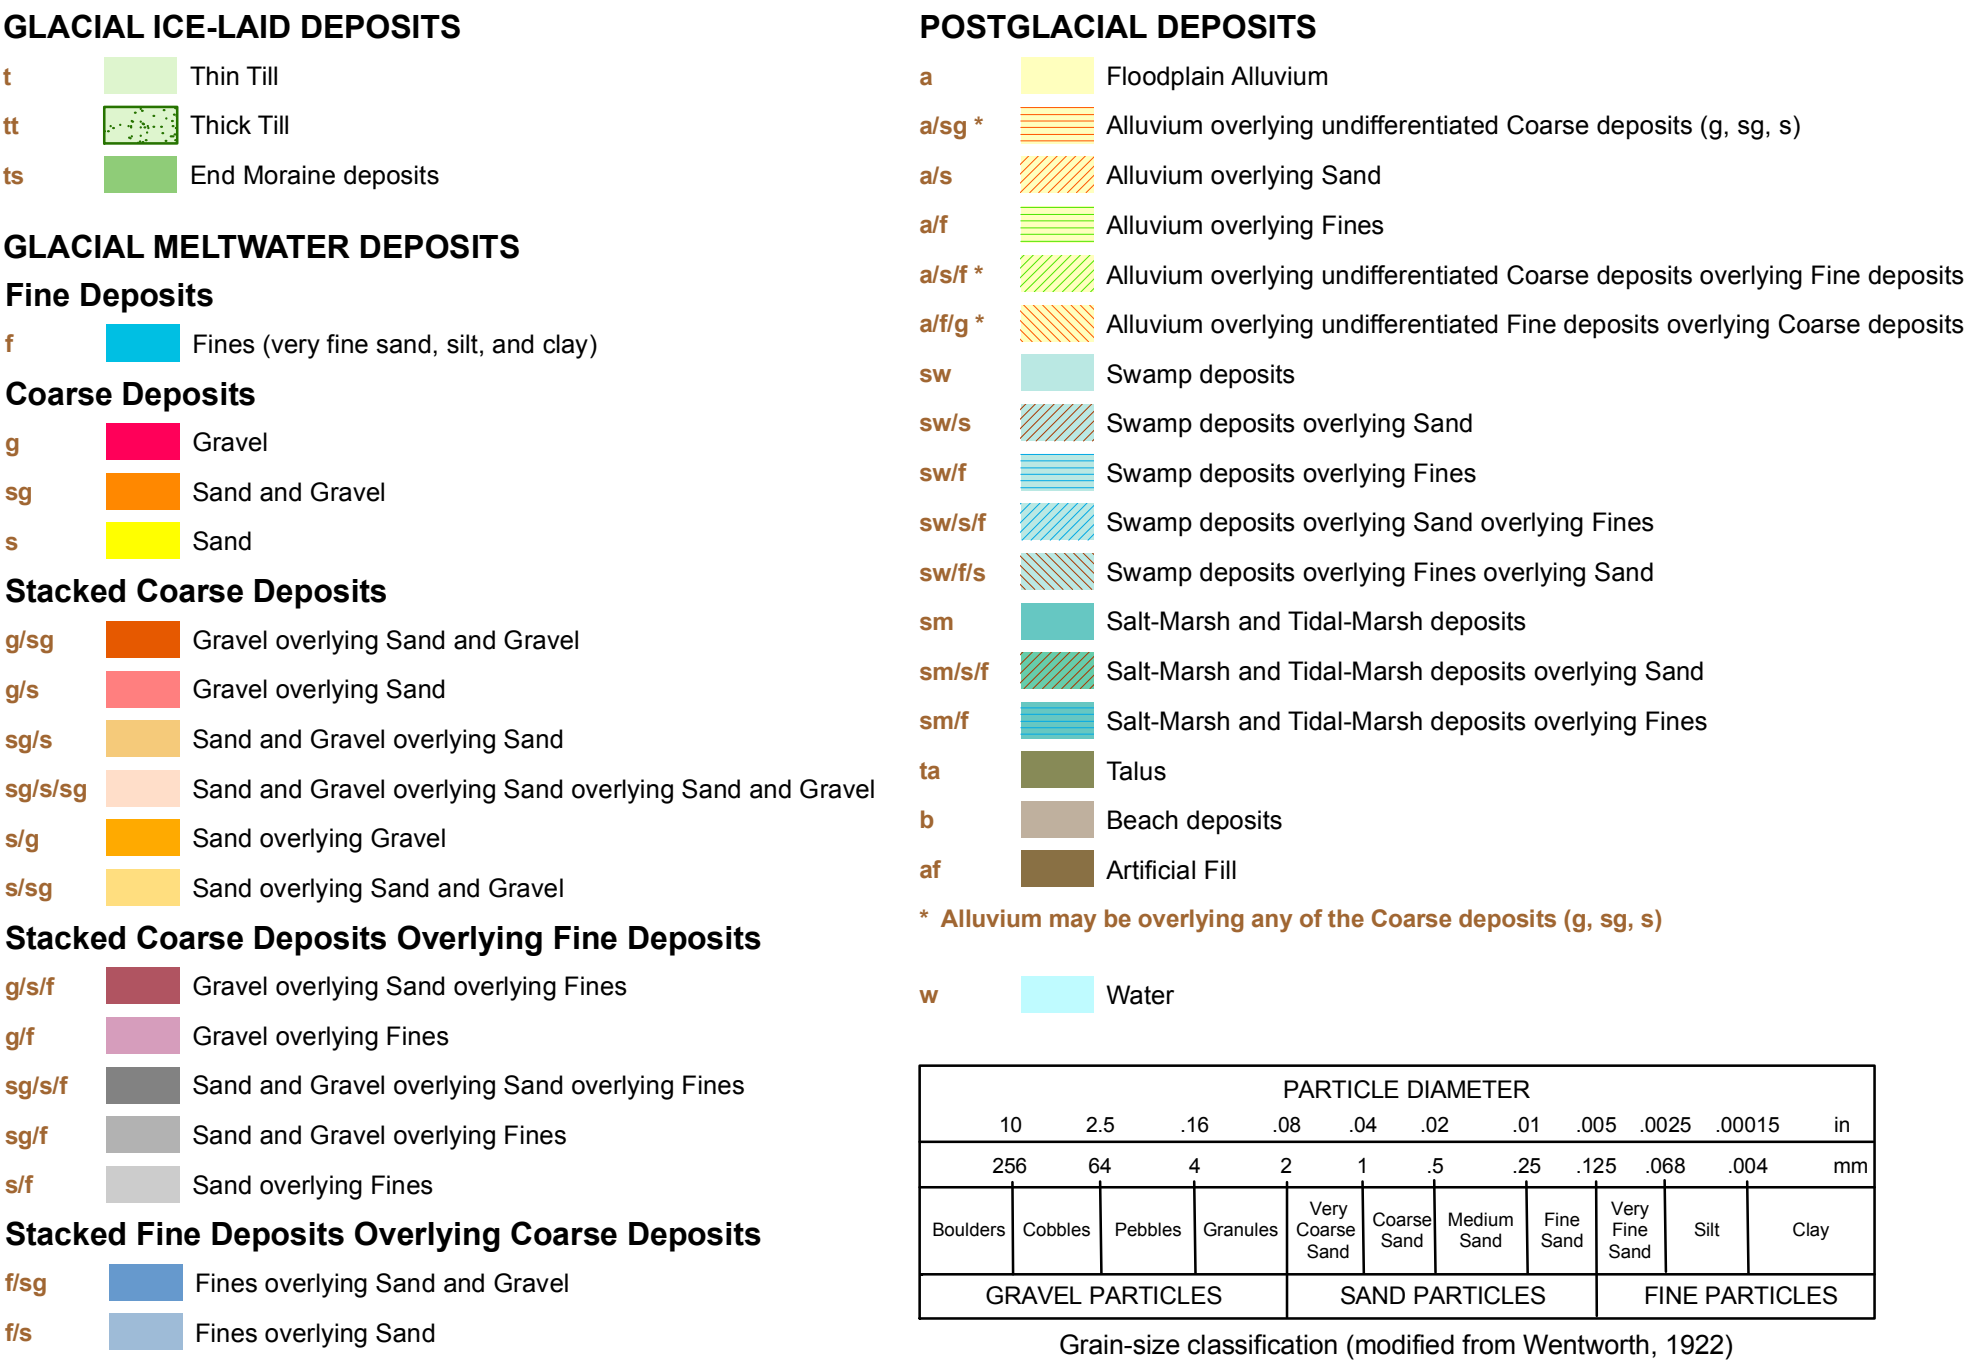 GLACIAL ICE-LAID DEPOSITS
t Thin Till
tt Thick Till
ts End Moraine deposits
GLACIAL MELTWATER DEPOSITS
Fine Deposits
f Fines (very fine sand, silt, and clay)
Coarse Deposits
g Gravel
sg Sand and Gravel
s Sand
Stacked Coarse Deposits
g/sg Gravel overlying Sand and Gravel
g/s Gravel overlying Sand
sg/s Sand and Gravel overlying Sand
sg/s/sg Sand and Gravel overlying Sand overlying Sand and Gravel
s/g Sand overlying Gravel
s/sg Sand overlying Sand and Gravel
Stacked Coarse Deposits Overlying Fine Deposits
g/s/f Gravel overlying Sand overlying Fines
g/f Gravel overlying Fines
sg/s/f Sand and Gravel overlying Sand overlying Fines
sg/f Sand and Gravel overlying Fines
s/f Sand overlying Fines
Stacked Fine Deposits Overlying Coarse Deposits
f/sg Fines overlying Sand and Gravel
f/s Fines overlying Sand
POSTGLACIAL DEPOSITS
a Floodplain Alluvium
a/sg * Alluvium overlying undifferentiated Coarse deposits (g, sg, s)
a/s Alluvium overlying Sand
a/f Alluvium overlying Fines
a/s/f * Alluvium overlying undifferentiated Coarse deposits overlying Fine deposits
a/f/g * Alluvium overlying undifferentiated Fine deposits overlying Coarse deposits
sw Swamp deposits
sw/s Swamp deposits overlying Sand
sw/f Swamp deposits overlying Fines
sw/s/f Swamp deposits overlying Sand overlying Fines
sw/f/s Swamp deposits overlying Fines overlying Sand
sm Salt-Marsh and Tidal-Marsh deposits
sm/s/f Salt-Marsh and Tidal-Marsh deposits overlying Sand
sm/f Salt-Marsh and Tidal-Marsh deposits overlying Fines
ta Talus
b Beach deposits
af Artificial Fill
* Alluvium may be overlying any of the Coarse deposits (g, sg, s)
w Water
PARTICLE DIAMETER
10 2.5 .16 .08 .04 .02 .01 .005 .0025 .00015 in
256 64 4 2 1 .5 .25 .125 .068 .004 mm
Boulders Cobbles Pebbles Granules Very Coarse Sand Coarse Sand Medium Sand Fine Sand Very Fine Sand Silt Clay
GRAVEL PARTICLES SAND PARTICLES FINE PARTICLES
Grain-size classification (modified from Wentworth, 1922)